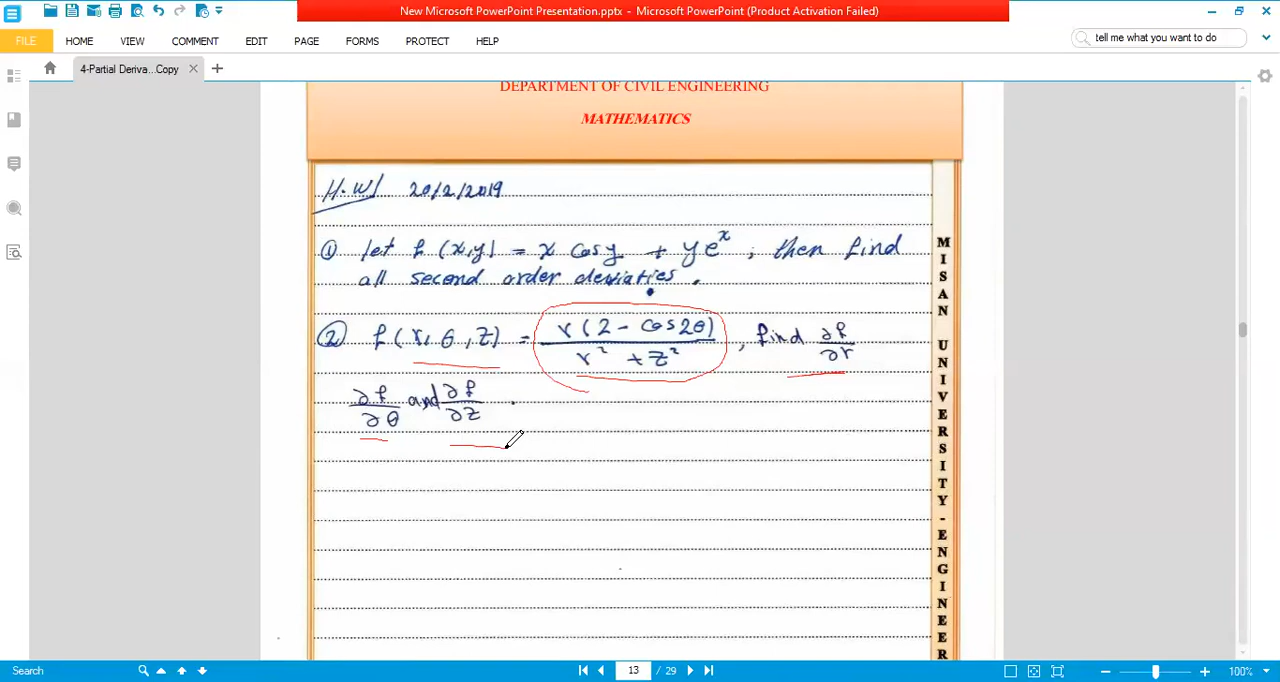 New Microsoft PowerPoint Presentation.pptx - Microsoft PowerPoint (Product Activation Failed)
FILE HOME VIEW COMMENT EDIT PAGE FORMS PROTECT HELP tell me what you want to do
4-Partial Deriva...Copy
DEPARTMENT OF CIVIL ENGINEERING
MATHEMATICS
H.W 20/2/2019
① let f(x,y) = x cosy + ye^x ; then find
all second order deviaties .
② f(r,θ,z) = r(2 - cos2θ) / r² + z² , find ∂f/∂r
∂f/∂θ and ∂f/∂z .
MISAN UNIVERSITY-ENGINEER
Search 13 / 29 100%